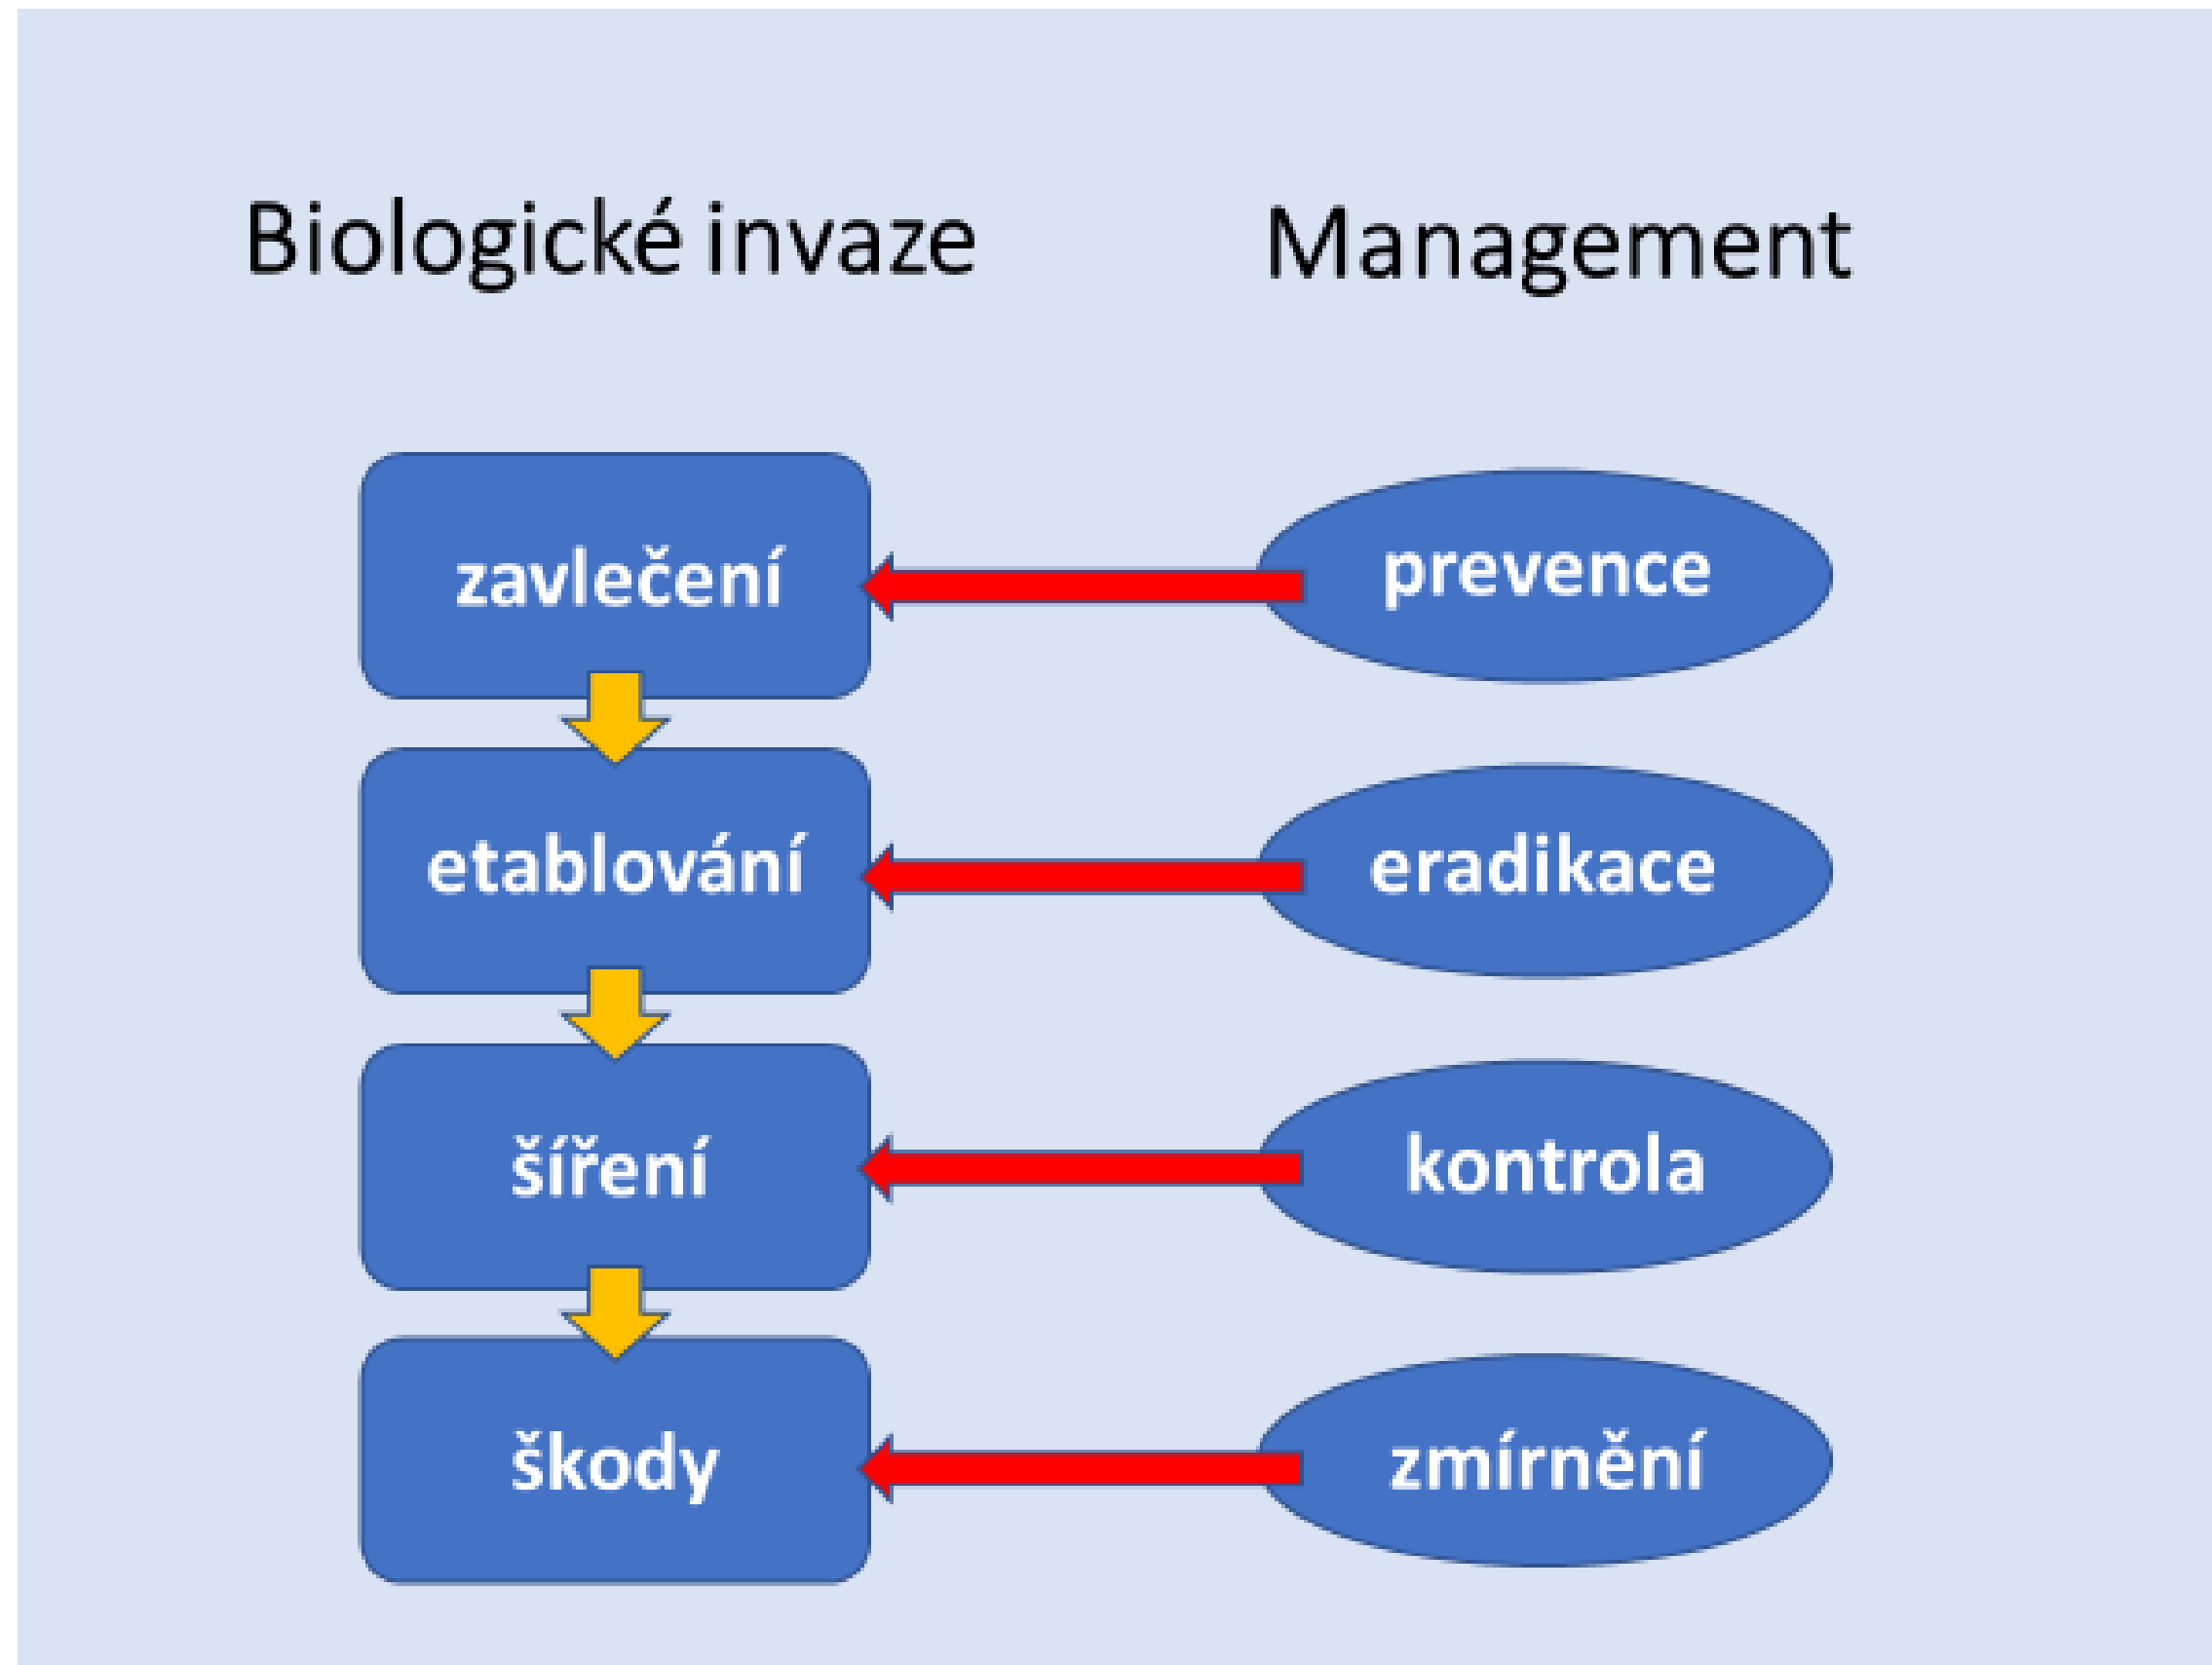 Biologické invaze
Management
zavlečení
prevence
etablování
eradikace
šíření
kontrola
škody
zmírnění